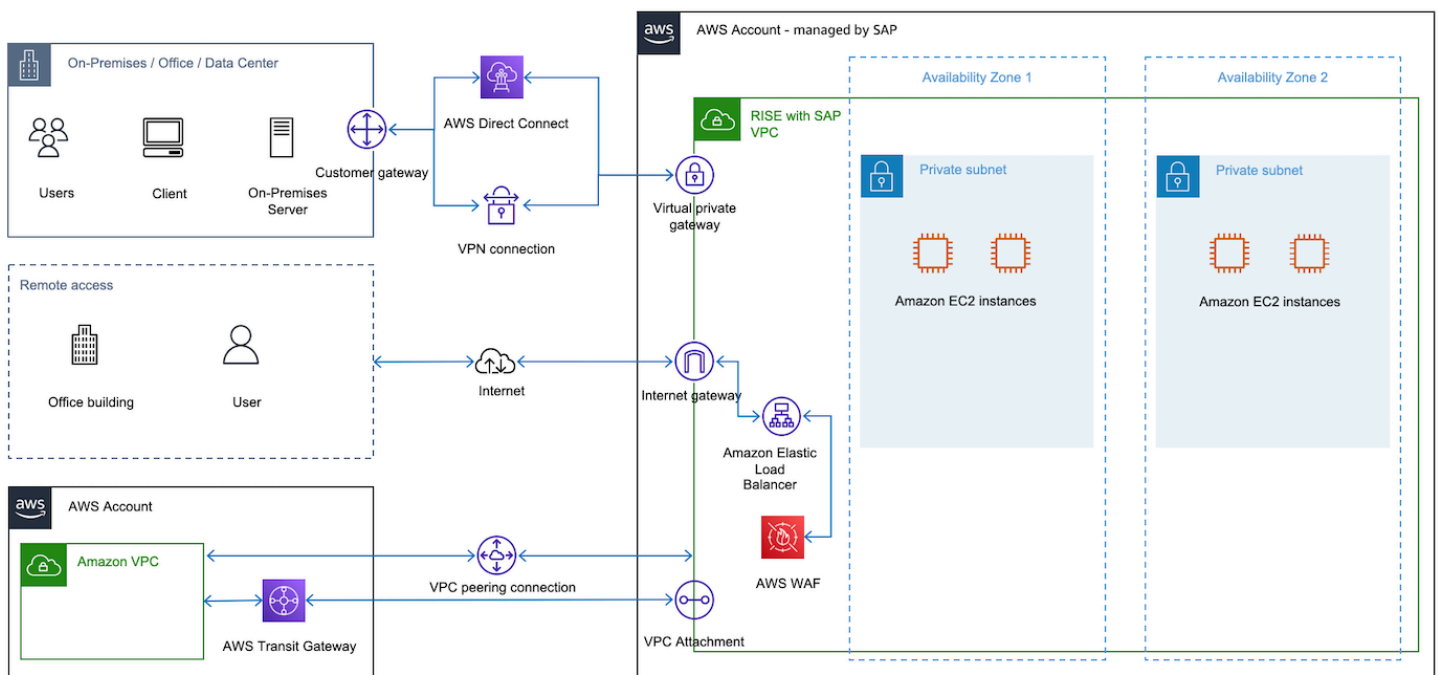 aws
AWS Account - managed by SAP
On-Premises / Office / Data Center
Availability Zone 1
Availability Zone 2
AWS Direct Connect
RISE with SAP
VPC
Customer gateway
Private subnet
Private subnet
Users
Client
On-Premises
Server
Virtual private
gateway
VPN connection
Remote access
Amazon EC2 instances
Amazon EC2 instances
Office building
User
Internet
Internet gateway
Amazon Elastic
Load
Balancer
aws
AWS Account
Amazon VPC
VPC peering connection
AWS WAF
AWS Transit Gateway
VPC Attachment